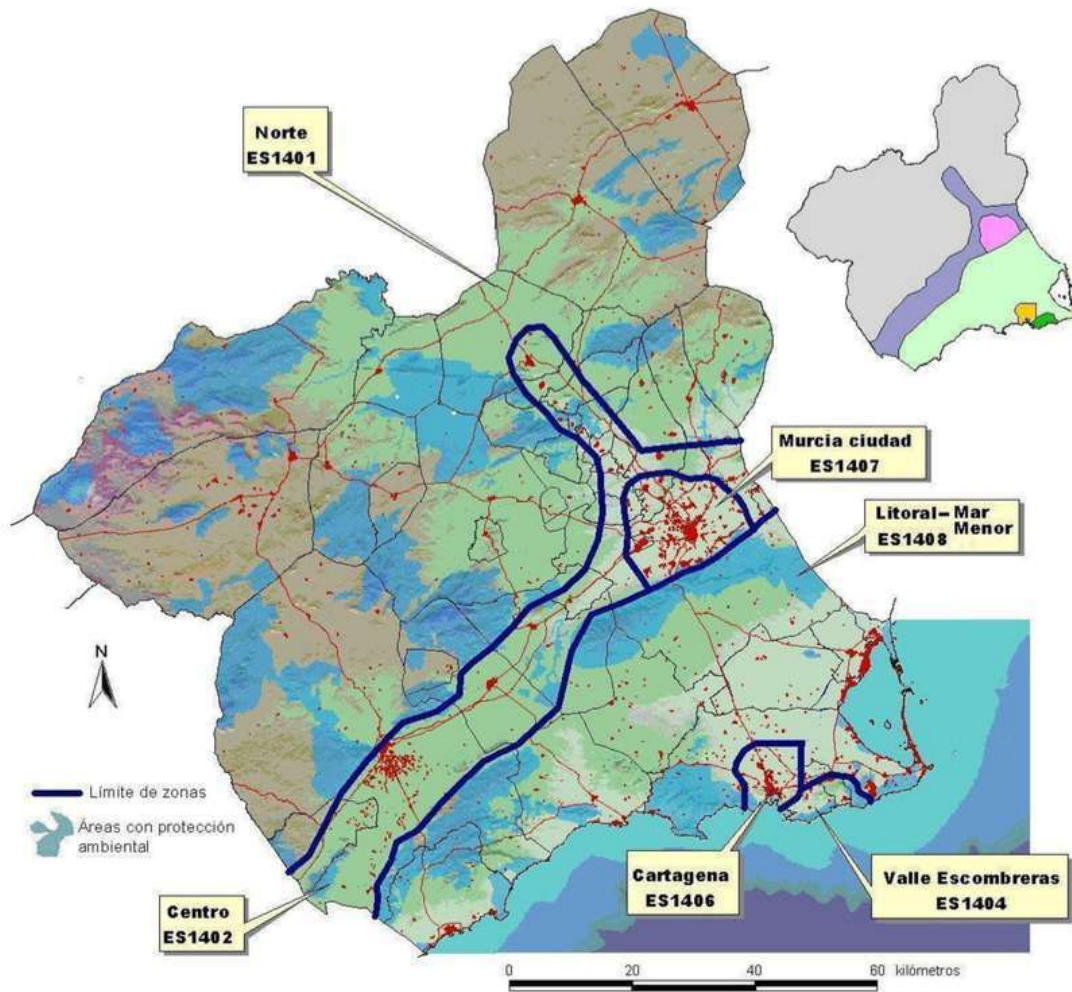 Norte
ES1401
Murcia ciudad
ES1407
Litoral- Mar
Menor
ES1408
N
Límite de zonas
Áreas con protección
ambiental
Centro
ES1402
Cartagena
ES1406
Valle Escombreras
ES1404
0 20 40 60 kilómetros